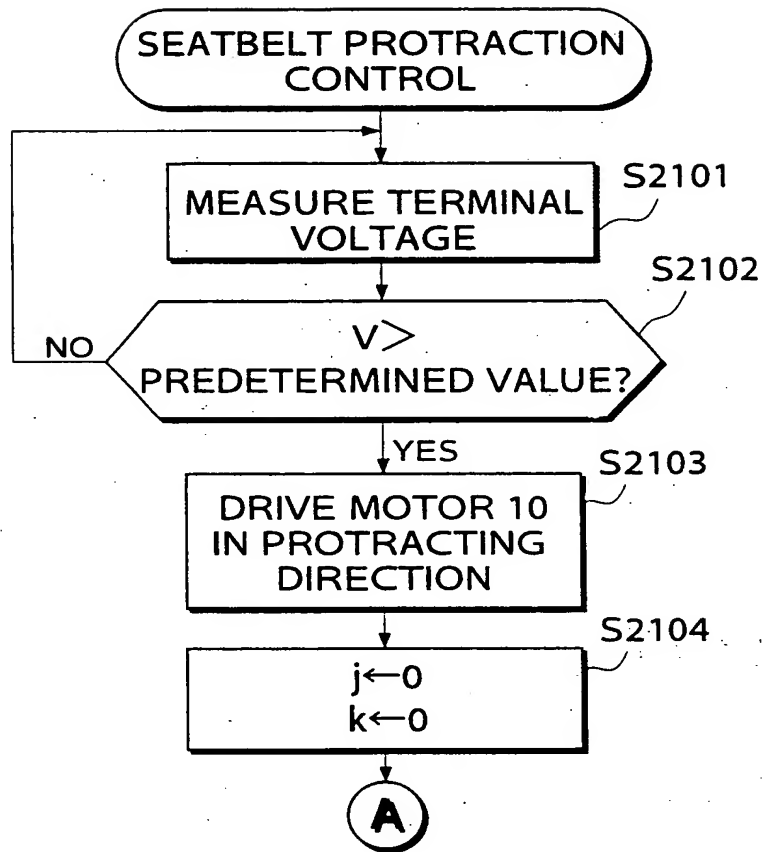 SEATBELT PROTRACTION
CONTROL
MEASURE TERMINAL
VOLTAGE
S2101
V>
PREDETERMINED VALUE?
S2102
NO
YES
DRIVE MOTOR 10
IN PROTRACTING
DIRECTION
S2103
j←0
k←0
S2104
A